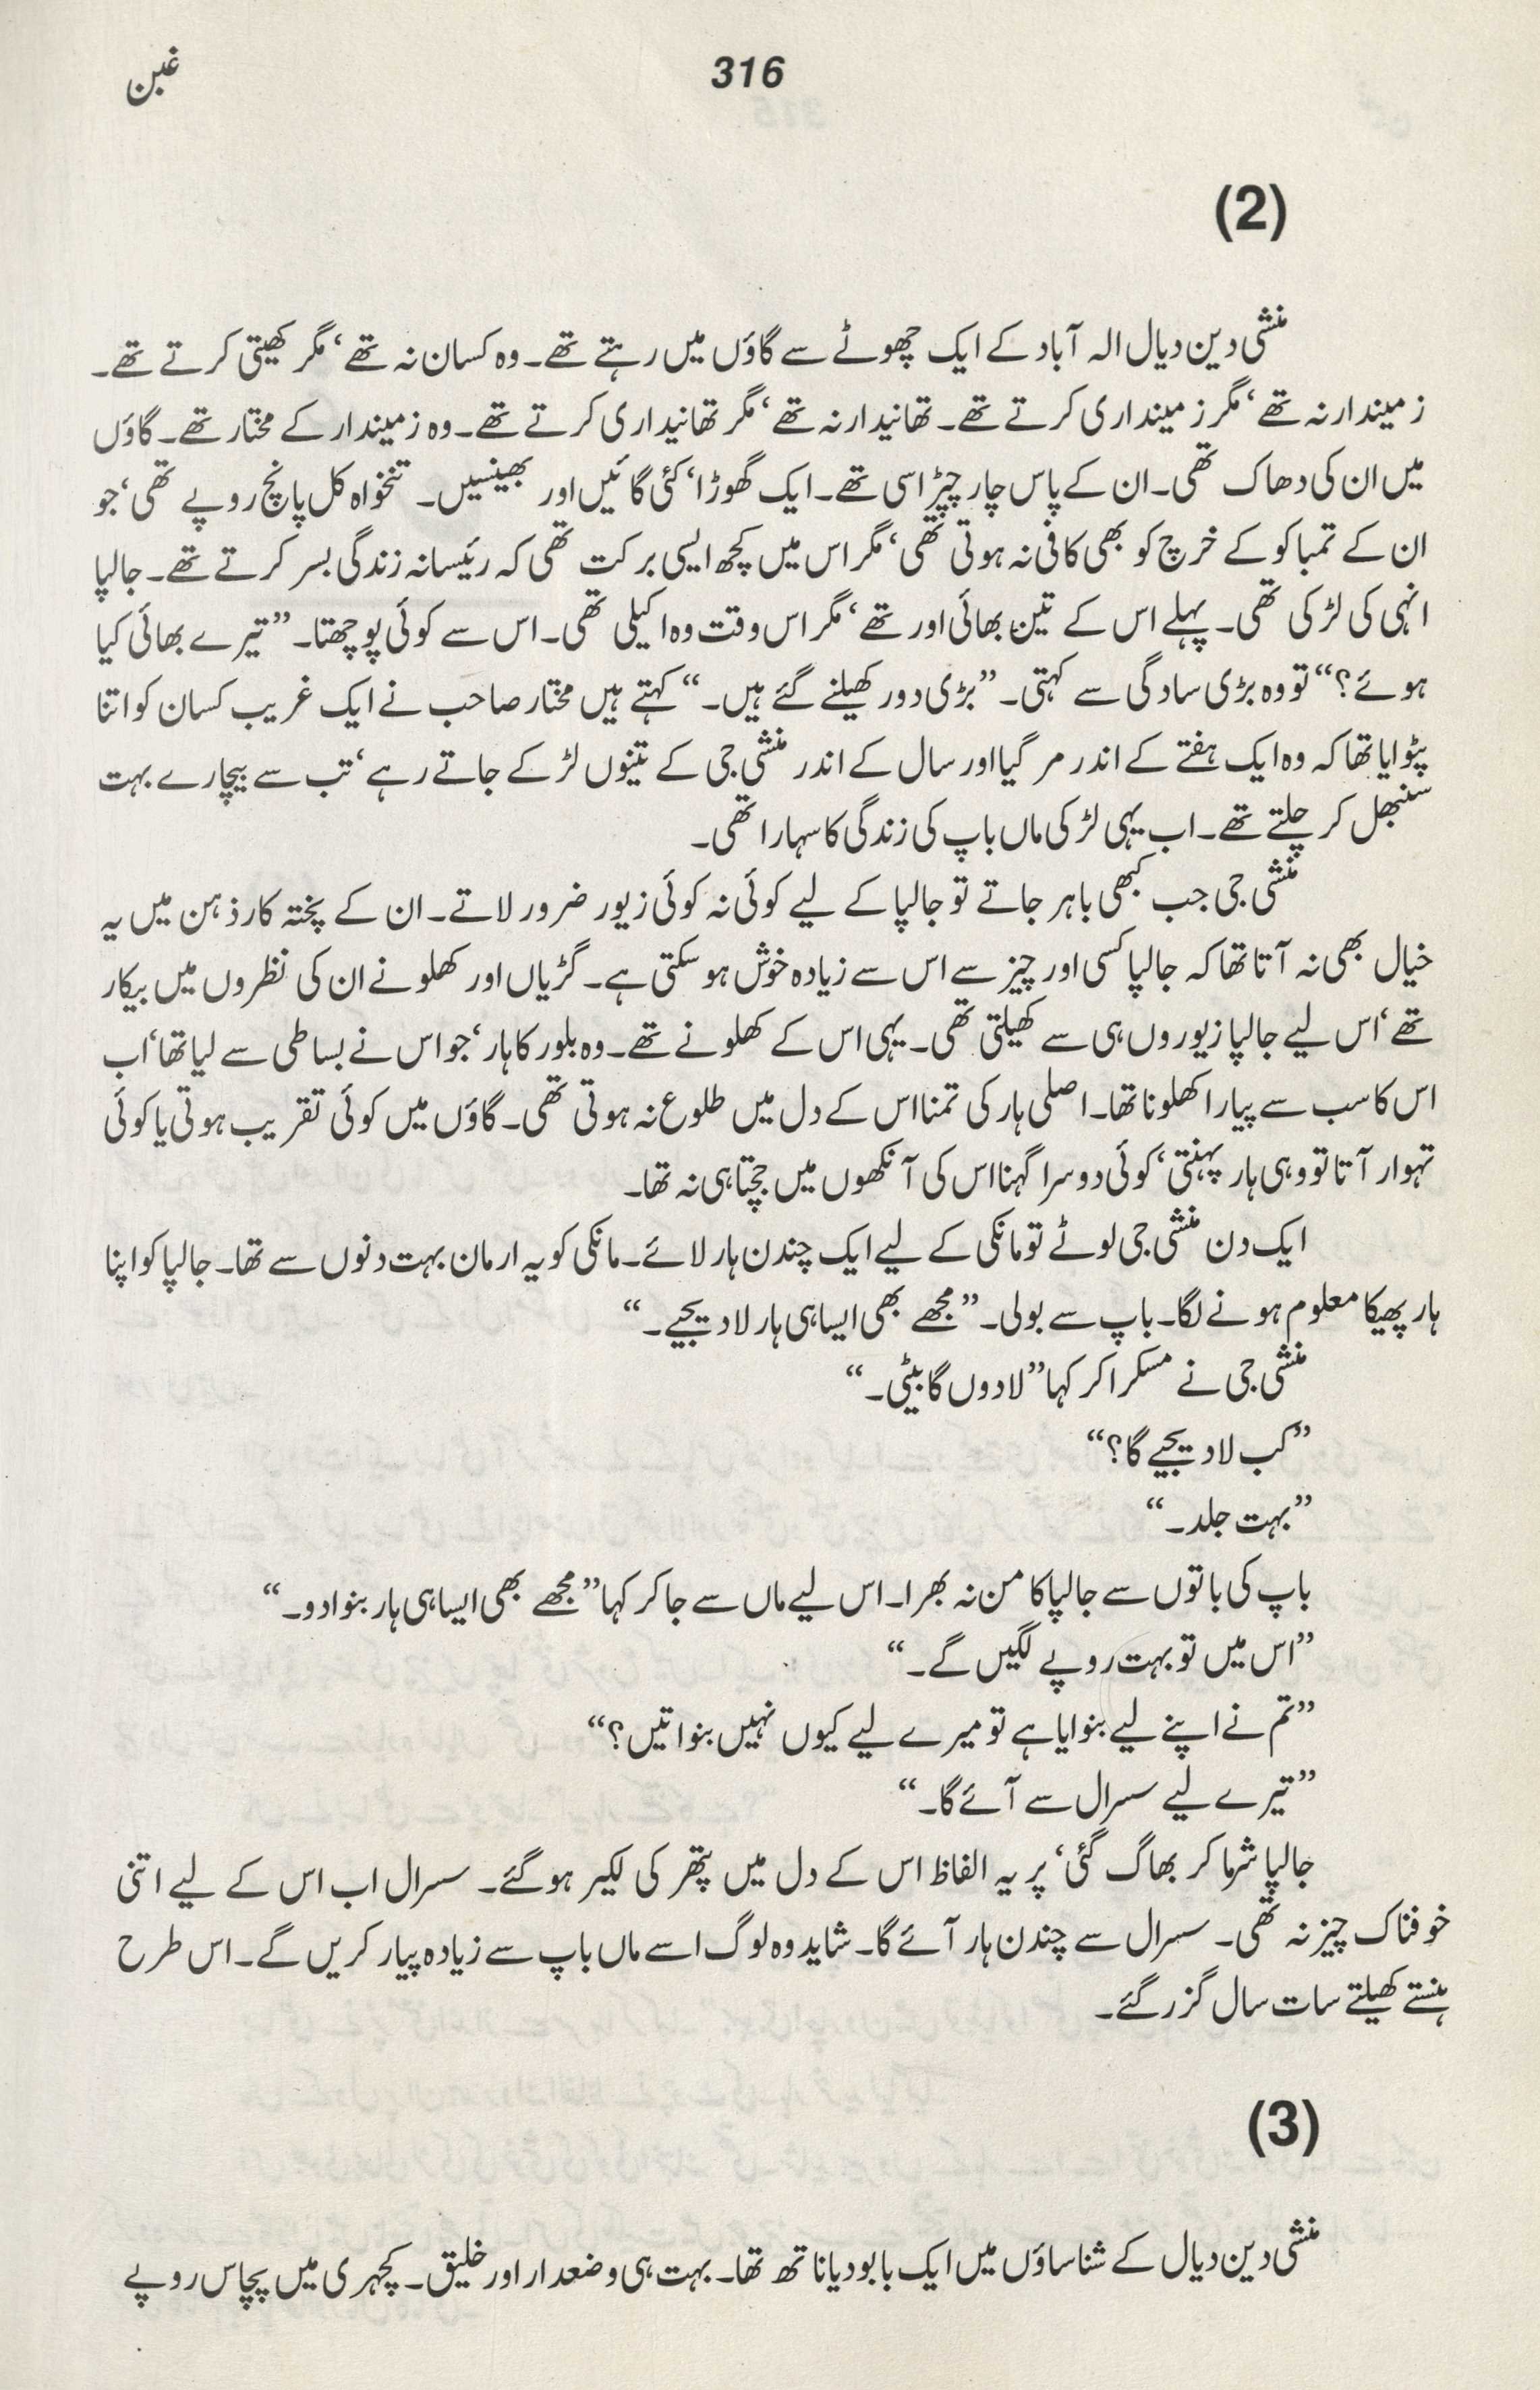 غبن
316
(2)
منشی دین دیال الہ آباد کے ایک چھوٹے سے گاؤں میں رہتے تھے۔ وہ کسان نہ تھے‘ مگر کھیتی کرتے تھے۔
زمیندار نہ تھے‘ مگر زمینداری کرتے تھے۔ تھانیدار نہ تھے‘ مگر تھانیداری کرتے تھے۔ وہ زمیندار کے مختار تھے۔ گاؤں
میں ان کی دھاک تھی۔ ان کے پاس چار چپڑاسی تھے۔ ایک گھوڑا‘ کئی گائیں اور بھینسیں۔ تنخواہ کل پانچ روپے تھی‘ جو
ان کے تمباکو کے خرچ کو بھی کافی نہ ہوتی تھی‘ مگر اس میں کچھ ایسی برکت تھی کہ رئیسانہ زندگی بسر کرتے تھے۔ جالپا
انہی کی لڑکی تھی۔ پہلے اس کے تین بھائی اور تھے‘ مگر اس وقت وہ اکیلی تھی۔ اس سے کوئی پوچھتا۔ ”تیرے بھائی کیا
ہوئے؟“ تو وہ بڑی سادگی سے کہتی۔ ”بڑی دور کھیلنے گئے ہیں۔“ کہتے ہیں مختار صاحب نے ایک غریب کسان کو اتنا
پٹوایا تھا کہ وہ ایک ہفتے کے اندر مر گیا اور سال کے اندر منشی جی کے تینوں لڑکے جاتے رہے‘ تب سے بیچارے بہت
سنبھل کر چلتے تھے۔ اب یہی لڑکی ماں باپ کی زندگی کا سہارا تھی۔
منشی جی جب کبھی باہر جاتے تو جالپا کے لیے کوئی نہ کوئی زیور ضرور لاتے۔ ان کے پختہ کار ذہن میں یہ
خیال بھی نہ آتا تھا کہ جالپا کسی اور چیز سے اس سے زیادہ خوش ہو سکتی ہے۔ گڑیاں اور کھلونے ان کی نظروں میں بیکار
تھے‘ اس لیے جالپا زیوروں ہی سے کھیلتی تھی۔ یہی اس کے کھلونے تھے۔ وہ بلور کا ہار‘ جو اس نے بساطی سے لیا تھا‘ اب
اس کا سب سے پیارا کھلونا تھا۔ اصلی ہار کی تمنا اس کے دل میں طلوع نہ ہوتی تھی۔ گاؤں میں کوئی تقریب ہوتی یا کوئی
تہوار آتا تو وہی ہار پہنتی‘ کوئی دوسرا گہنا اس کی آنکھوں میں جچتا ہی نہ تھا۔
ایک دن منشی جی لوٹے تو مانکی کے لیے ایک چندن ہار لائے۔ مانکی کو یہ ارمان بہت دنوں سے تھا۔ جالپا کو اپنا
ہار پھیکا معلوم ہونے لگا۔ باپ سے بولی۔ ”مجھے بھی ایسا ہی ہار لا دیجیے۔“
منشی جی نے مسکرا کر کہا ”لا دوں گا بیٹی۔“
”کب لا دیجیے گا؟“
”بہت جلد۔“
باپ کی باتوں سے جالپا کا من نہ بھرا۔ اس لیے ماں سے جا کر کہا ”مجھے بھی ایسا ہی ہار بنوا دو۔“
”اس میں تو بہت روپے لگیں گے۔“
”تم نے اپنے لیے بنوایا ہے تو میرے لیے کیوں نہیں بنواتیں؟“
”تیرے لیے سسرال سے آئے گا۔“
جالپا شرما کر بھاگ گئی‘ پر یہ الفاظ اس کے دل میں پتھر کی لکیر ہو گئے۔ سسرال اب اس کے لیے اتنی
خوفناک چیز نہ تھی۔ سسرال سے چندن ہار آئے گا۔ شاید وہ لوگ اسے ماں باپ سے زیادہ پیار کریں گے۔ اس طرح
ہنستے کھیلتے سات سال گزر گئے۔
(3)
منشی دین دیال کے شناساؤں میں ایک بابو دیاناتھ تھا۔ بہت ہی وضعدار اور خلیق۔ کچہری میں پچاس روپے